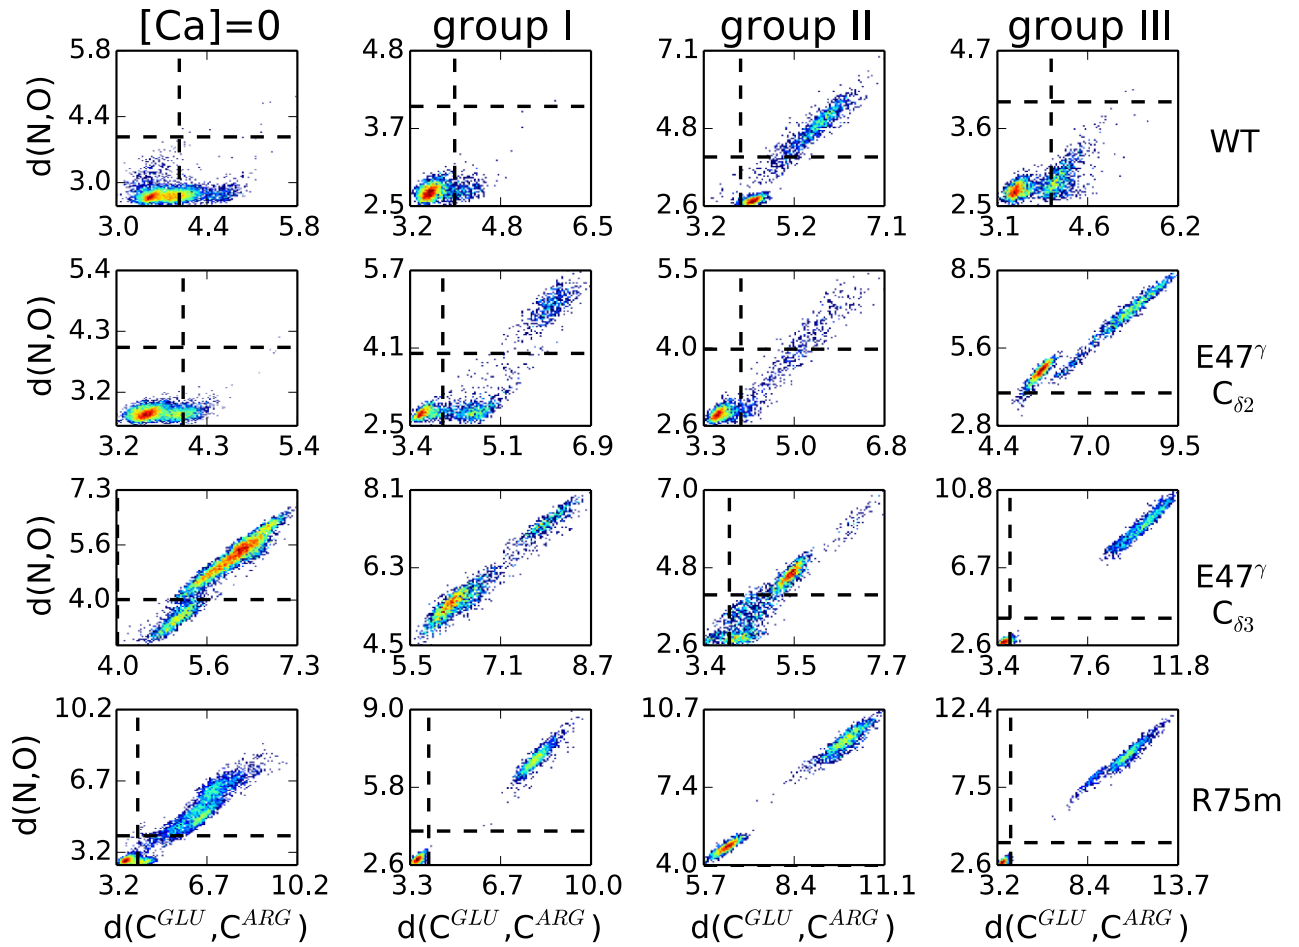 [Ca]=0 group I group II group III
5.8 4.8 7.1 4.7
d(N,O) 4.4 3.7 4.8 3.6 WT
3.0 2.5 2.6 2.5
3.0 4.4 5.8 3.1 4.8 6.5 3.2 5.2 7.1 3.1 4.6 6.2
5.4 5.7 5.5 8.5
d(N,O) 4.3 4.1 4.0 5.6 E47γ
3.2 2.5 2.6 2.8 Cδ2
3.2 4.3 5.4 3.4 5.1 6.9 3.3 5.0 6.8 4.4 7.0 9.5
7.3 8.1 7.0 10.8
d(N,O) 5.6 6.3 4.8 6.7 E47γ
4.0 4.5 2.6 2.6 Cδ3
4.0 5.6 7.3 5.5 7.1 8.7 3.4 5.5 7.7 3.4 7.6 11.8
10.2 9.0 10.7 12.4
d(N,O) 6.7 5.8 7.4 7.5 R75m
3.2 2.6 4.0 2.6
3.2 6.7 10.2 3.3 6.7 10.0 5.7 8.4 11.1 3.2 8.4 13.7
d(C^GLU,C^ARG) d(C^GLU,C^ARG) d(C^GLU,C^ARG) d(C^GLU,C^ARG)